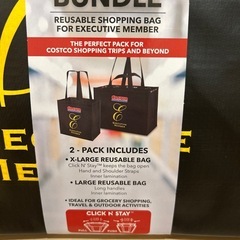 BUNDLE
REUSABLE SHOPPING BAG
FOR EXECUTIVE MEMBER
THE PERFECT PACK FOR
COSTCO SHOPPING TRIPS AND BEYOND
2 - PACK INCLUDES
• X-LARGE REUSABLE BAG
Click N' Stay™ keeps the bag open
Hand and Shoulder Straps
Inner lamination
• LARGE REUSABLE BAG
Long handles
Inner lamination
• IDEAL FOR GROCERY SHOPPING,
TRAVEL & OUTDOOR ACTIVITIES
CLICK N STAY